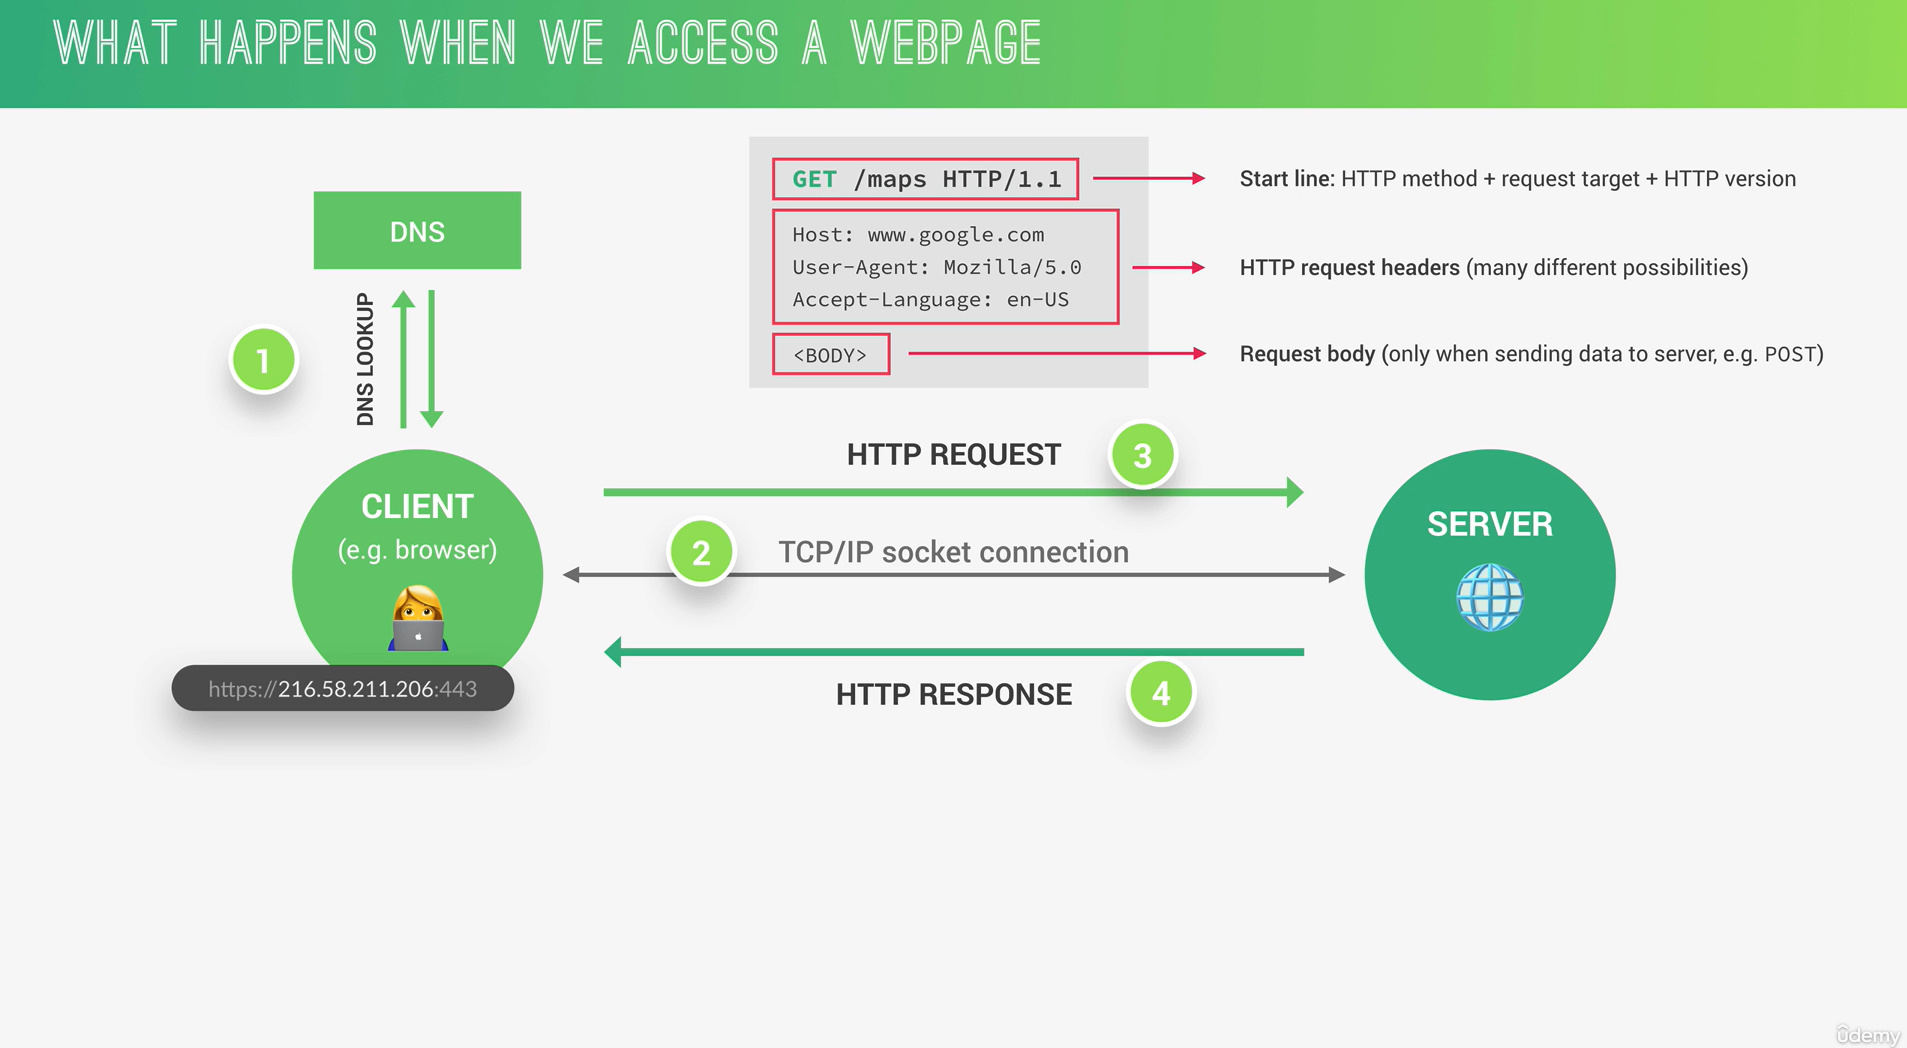 WHAT HAPPENS WHEN WE ACCESS A WEBPAGE
GET /maps HTTP/1.1
Start line: HTTP method + request target + HTTP version
Host: www.google.com
User-Agent: Mozilla/5.0
Accept-Language: en-US
HTTP request headers (many different possibilities)
<BODY>
Request body (only when sending data to server, e.g. POST)
DNS
DNS LOOKUP
1
CLIENT
(e.g. browser)
https://216.58.211.206:443
HTTP REQUEST
3
2
TCP/IP socket connection
HTTP RESPONSE
4
SERVER
ûdemy